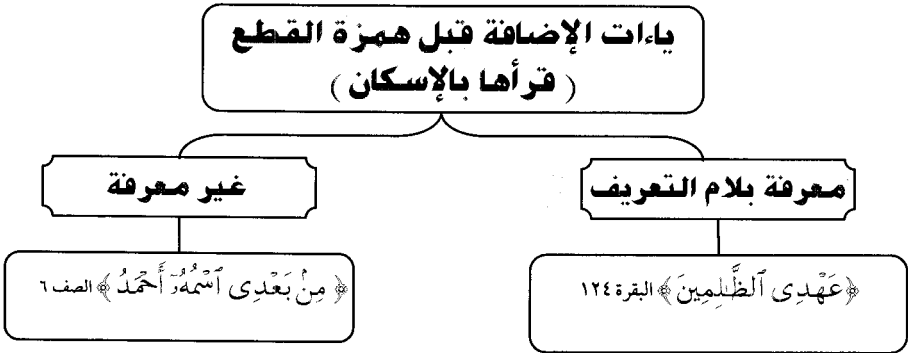 ياءات الإضافة قبل همزة القطع
( قرأها بالإسكان )
معرفة بلام التعريف
غير معرفة
﴿عَهْدِى ٱلظَّـٰلِمِينَ﴾ البقرة ١٢٤
﴿مِنۢ بَعْدِى ٱسْمُهُۥٓ أَحْمَدُ﴾ الصف ٦